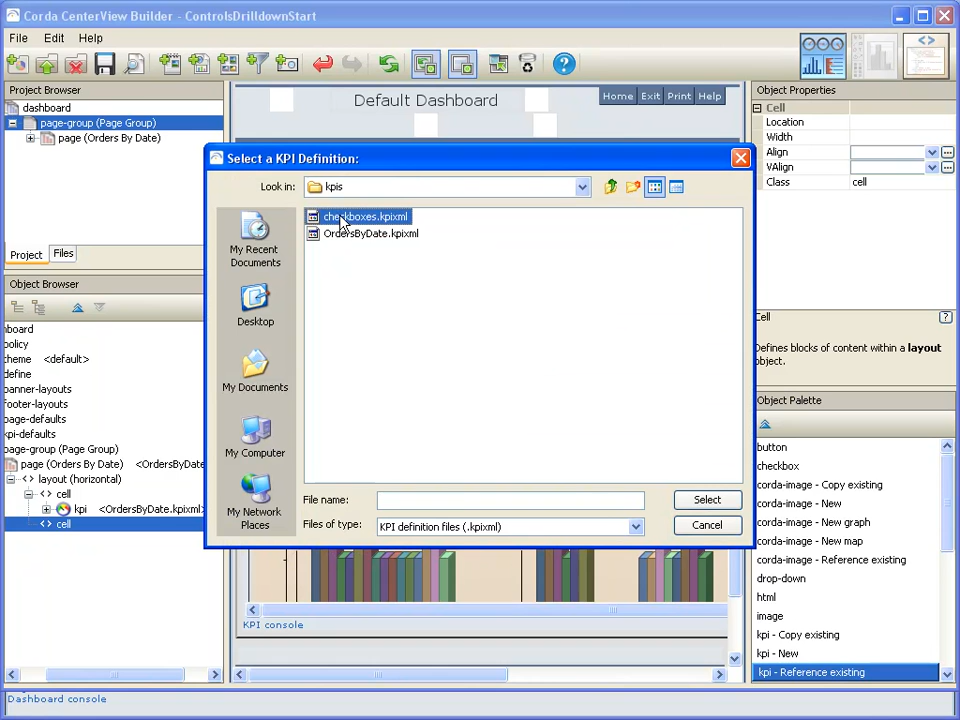 Corda CenterView Builder - ControlsDrilldownStart
File Edit Help
Project Browser
dashboard
page-group (Page Group)
page (Orders By Date)
Project Files
Object Browser
hboard
policy
cheme <default>
define
banner-layouts
footer-layouts
page-defaults
kpi-defaults
page-group (Page Group)
page (Orders By Date) <OrdersByDate
<> layout (horizontal)
<> cell
kpi <OrdersByDate.kpixml>
<> cell
Default Dashboard
Home Exit Print Help
Select a KPI Definition:
Look in: kpis
My Recent Documents
Desktop
My Documents
My Computer
My Network Places
checkboxes.kpixml
OrdersByDate.kpixml
File name:
Select
Files of type: KPI definition files (.kpixml)
Cancel
KPI console
Object Properties
Cell
Location
Width
Align
VAlign
Class cell
Cell
Defines blocks of content within a layout
object.
Object Palette
button
checkbox
corda-image - Copy existing
corda-image - New
corda-image - New graph
corda-image - New map
corda-image - Reference existing
drop-down
html
image
kpi - Copy existing
kpi - New
kpi - Reference existing
Dashboard console